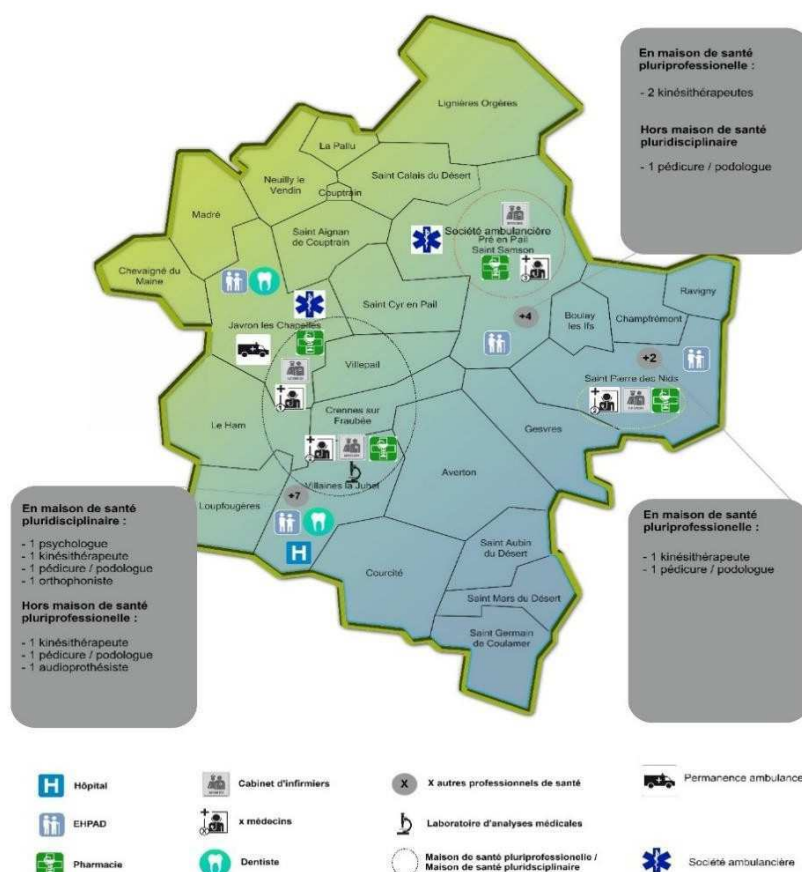 En maison de santé
pluriprofessionelle :
- 2 kinésithérapeutes
Hors maison de santé
pluridisciplinaire
- 1 pédicure / podologue
Lignières Orgères
La Pallu
Neuilly le
Vendin
Couptrain
Saint Calais du Désert
Madré
Saint Aignan
de Couptrain
Société ambulancière
Pré en Pail
Saint Samson
Chevaigné du
Maine
Saint Cyr en Pail
Ravigny
Boulay
les Ifs
Champfrémont
+4
Javron les Chapelles
+2
Villepail
Saint Pierre des Nids
Crennes sur
Fraubée
Le Ham
Gesvres
Averton
Villaines la Juhel
+7
Loupfougères
H
Courcité
Saint Aubin
du Désert
Saint Mars du Désert
Saint Germain
de Coulamer
En maison de santé
pluridisciplinaire :
- 1 psychologue
- 1 kinésithérapeute
- 1 pédicure / podologue
- 1 orthophoniste
Hors maison de santé
pluriprofessionelle :
- 1 kinésithérapeute
- 1 pédicure / podologue
- 1 audioprothésiste
En maison de santé
pluriprofessionelle :
- 1 kinésithérapeute
- 1 pédicure / podologue
H Hôpital
Cabinet d'infirmiers
X X autres professionnels de santé
Permanence ambulance
EHPAD
x médecins
Laboratoire d'analyses médicales
Pharmacie
Dentiste
Maison de santé pluriprofessionelle /
Maison de santé pluridsciplinaire
Société ambulancière